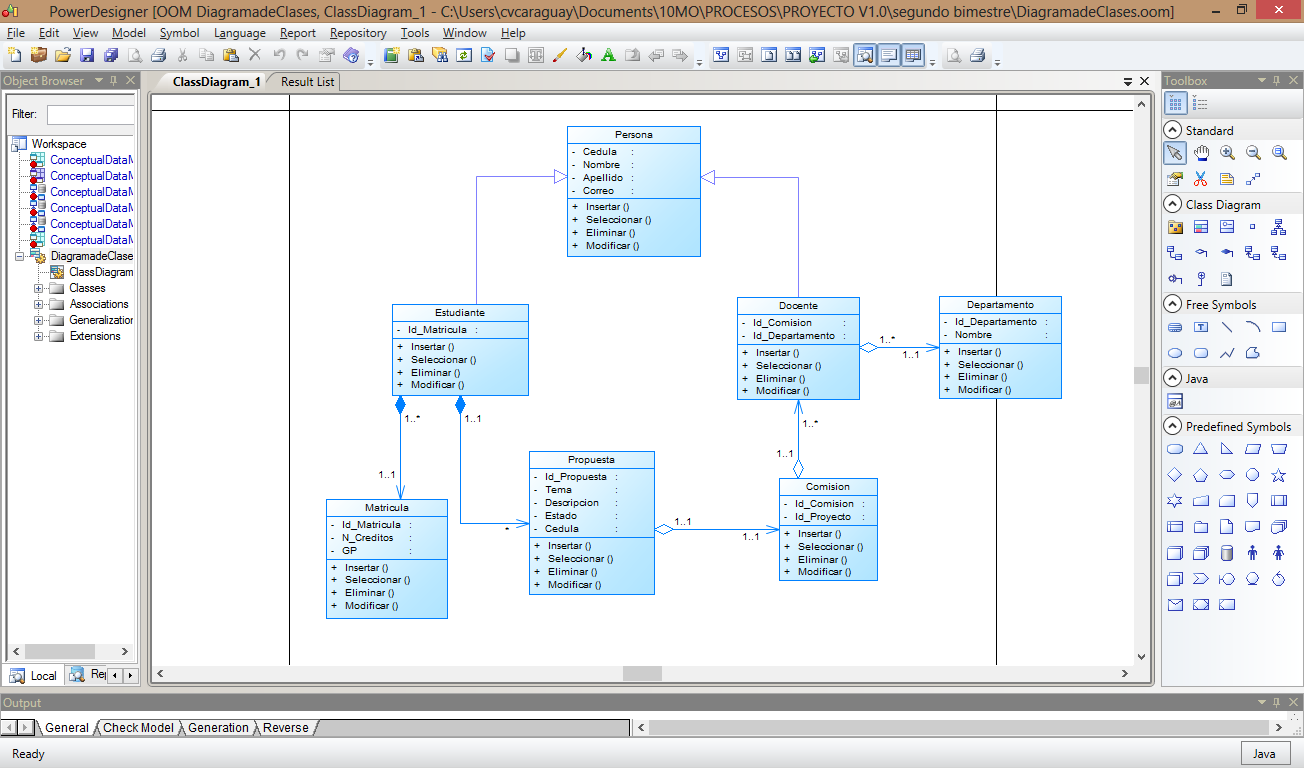 PowerDesigner [OOM DiagramadeClases, ClassDiagram_1 - C:\Users\cvcaraguay\Documents\10MO\PROCESOS\PROYECTO V1.0\segundo bimestre\DiagramadeClases.oom]
File Edit View Model Symbol Language Report Repository Tools Window Help
Object Browser
Filter:
Workspace
ConceptualDataM
ConceptualDataM
ConceptualDataM
ConceptualDataM
ConceptualDataM
ConceptualDataM
DiagramadeClase
ClassDiagram
Classes
Associations
Generalization
Extensions
Local Rep
ClassDiagram_1 Result List
Persona
- Cedula :
- Nombre :
- Apellido :
- Correo :
+ Insertar ()
+ Seleccionar ()
+ Eliminar ()
+ Modificar ()
Estudiante
- Id_Matricula :
+ Insertar ()
+ Seleccionar ()
+ Eliminar ()
+ Modificar ()
Docente
- Id_Comision :
- Id_Departamento :
+ Insertar ()
+ Seleccionar ()
+ Eliminar ()
+ Modificar ()
1..*
1..1
Departamento
- Id_Departamento :
- Nombre :
+ Insertar ()
+ Seleccionar ()
+ Eliminar ()
+ Modificar ()
1..*
1..1
1..1
*
1..*
1..1
Matricula
- Id_Matricula :
- N_Creditos :
- GP :
+ Insertar ()
+ Seleccionar ()
+ Eliminar ()
+ Modificar ()
Propuesta
- Id_Propuesta :
- Tema :
- Descripcion :
- Estado :
- Cedula :
+ Insertar ()
+ Seleccionar ()
+ Eliminar ()
+ Modificar ()
1..1
1..1
Comision
- Id_Comision :
- Id_Proyecto :
+ Insertar ()
+ Seleccionar ()
+ Eliminar ()
+ Modificar ()
Toolbox
Standard
Class Diagram
Free Symbols
Java
Predefined Symbols
Output
General Check Model Generation Reverse
Ready
Java